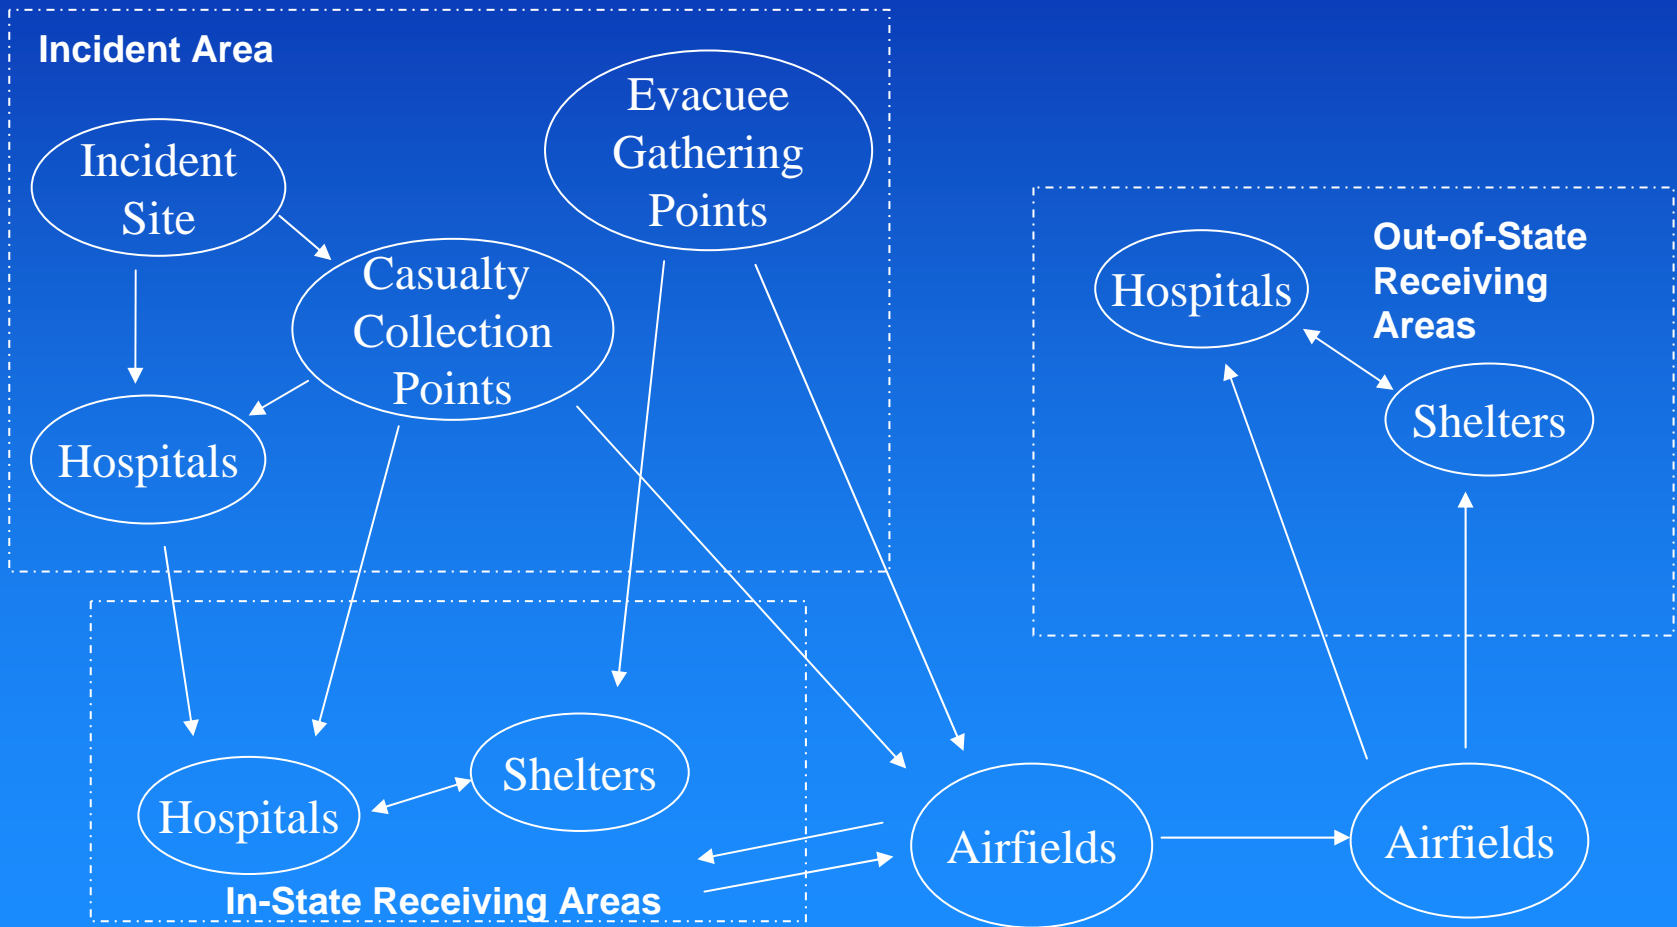 Incident Area
Evacuee
Gathering
Points
Incident
Site
Casualty
Collection
Points
Hospitals
Out-of-State
Receiving
Areas
Hospitals
Shelters
Shelters
Hospitals
In-State Receiving Areas
Airfields
Airfields